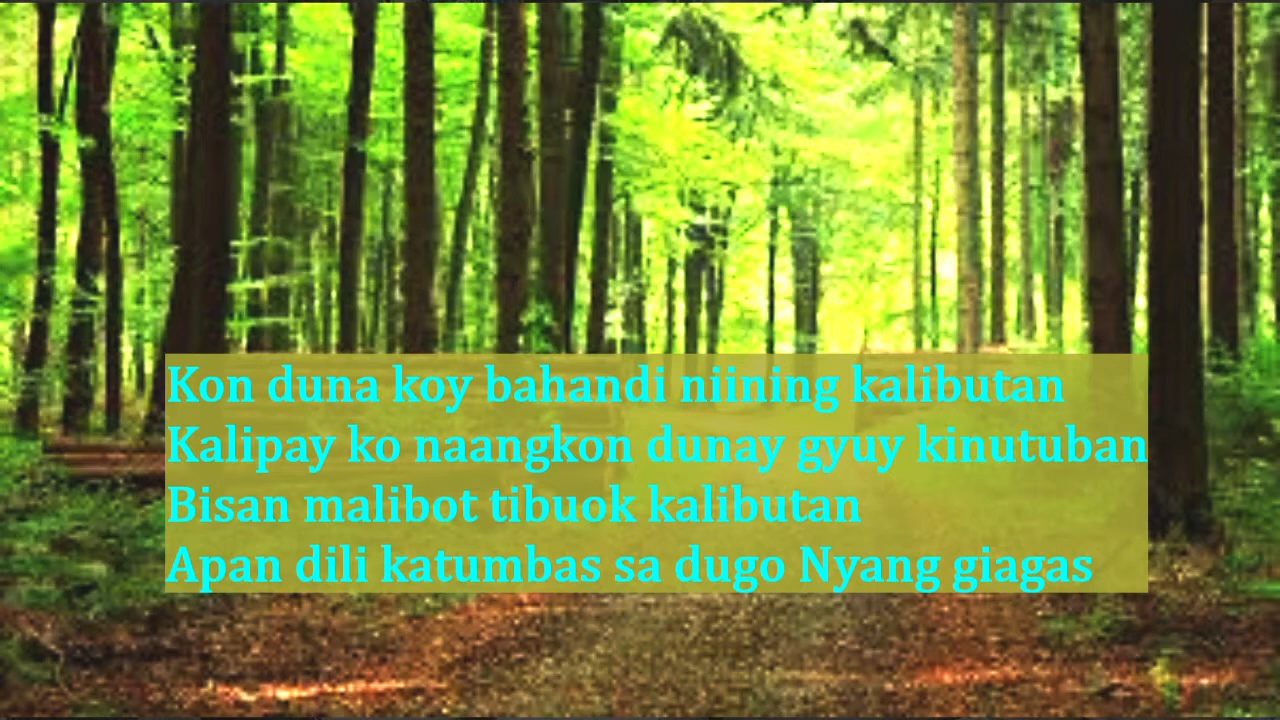 Kon duna koy bahandi niining kalibutan
Kalipay ko naangkon dunay gyuy kinutuban
Bisan malibot tibuok kalibutan
Apan dili katumbas sa dugo Nyang giagas